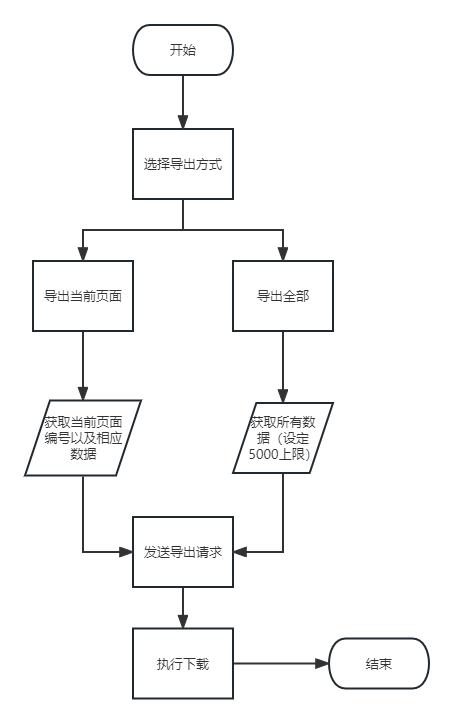 开始
选择导出方式
导出当前页面
导出全部
获取当前页面
编号以及相应
数据
获取所有数
据（设定
5000上限）
发送导出请求
执行下载
结束